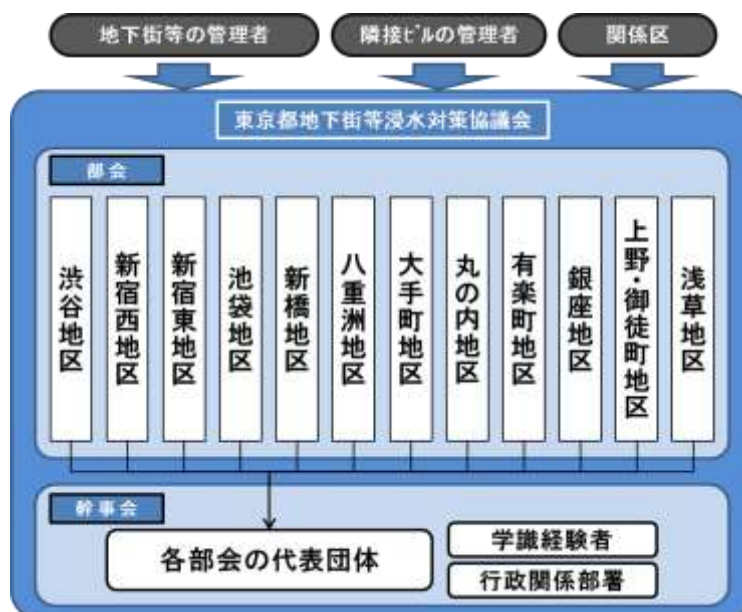 地下街等の管理者
隣接ﾋﾞﾙの管理者
関係区
東京都地下街等浸水対策協議会
部会
渋谷地区
新宿西地区
新宿東地区
池袋地区
新橋地区
八重洲地区
大手町地区
丸の内地区
有楽町地区
銀座地区
上野・御徒町地区
浅草地区
幹事会
各部会の代表団体
学識経験者
行政関係部署